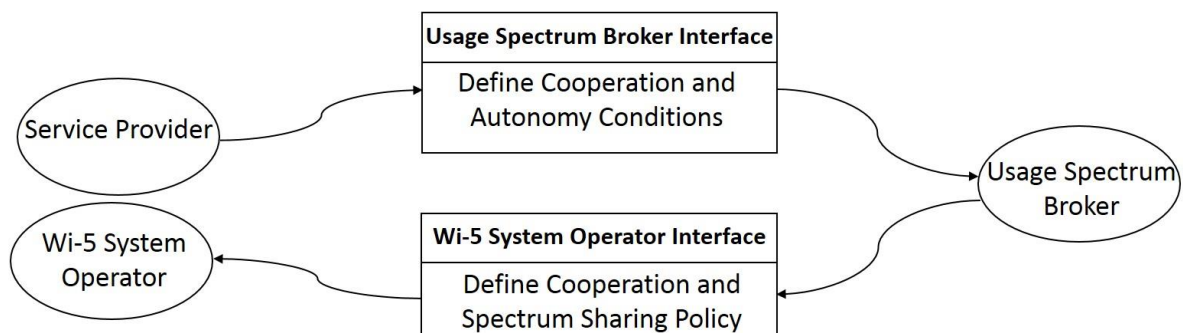 Usage Spectrum Broker Interface
Define Cooperation and
Autonomy Conditions
Service Provider
Usage Spectrum
Broker
Wi-5 System Operator Interface
Define Cooperation and
Spectrum Sharing Policy
Wi-5 System
Operator